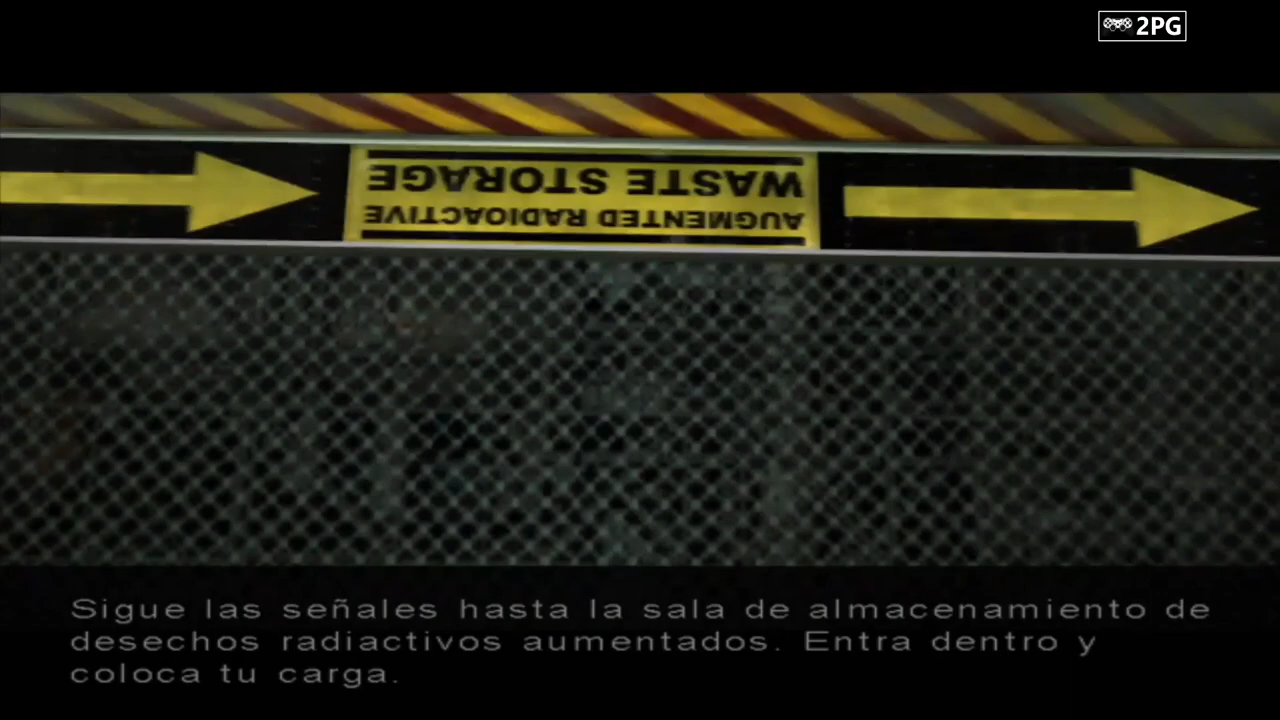 2PG
AUGMENTED RADIOACTIVE
WASTE STORAGE
Sigue las señales hasta la sala de almacenamiento de
desechos radiactivos aumentados. Entra dentro y
coloca tu carga.